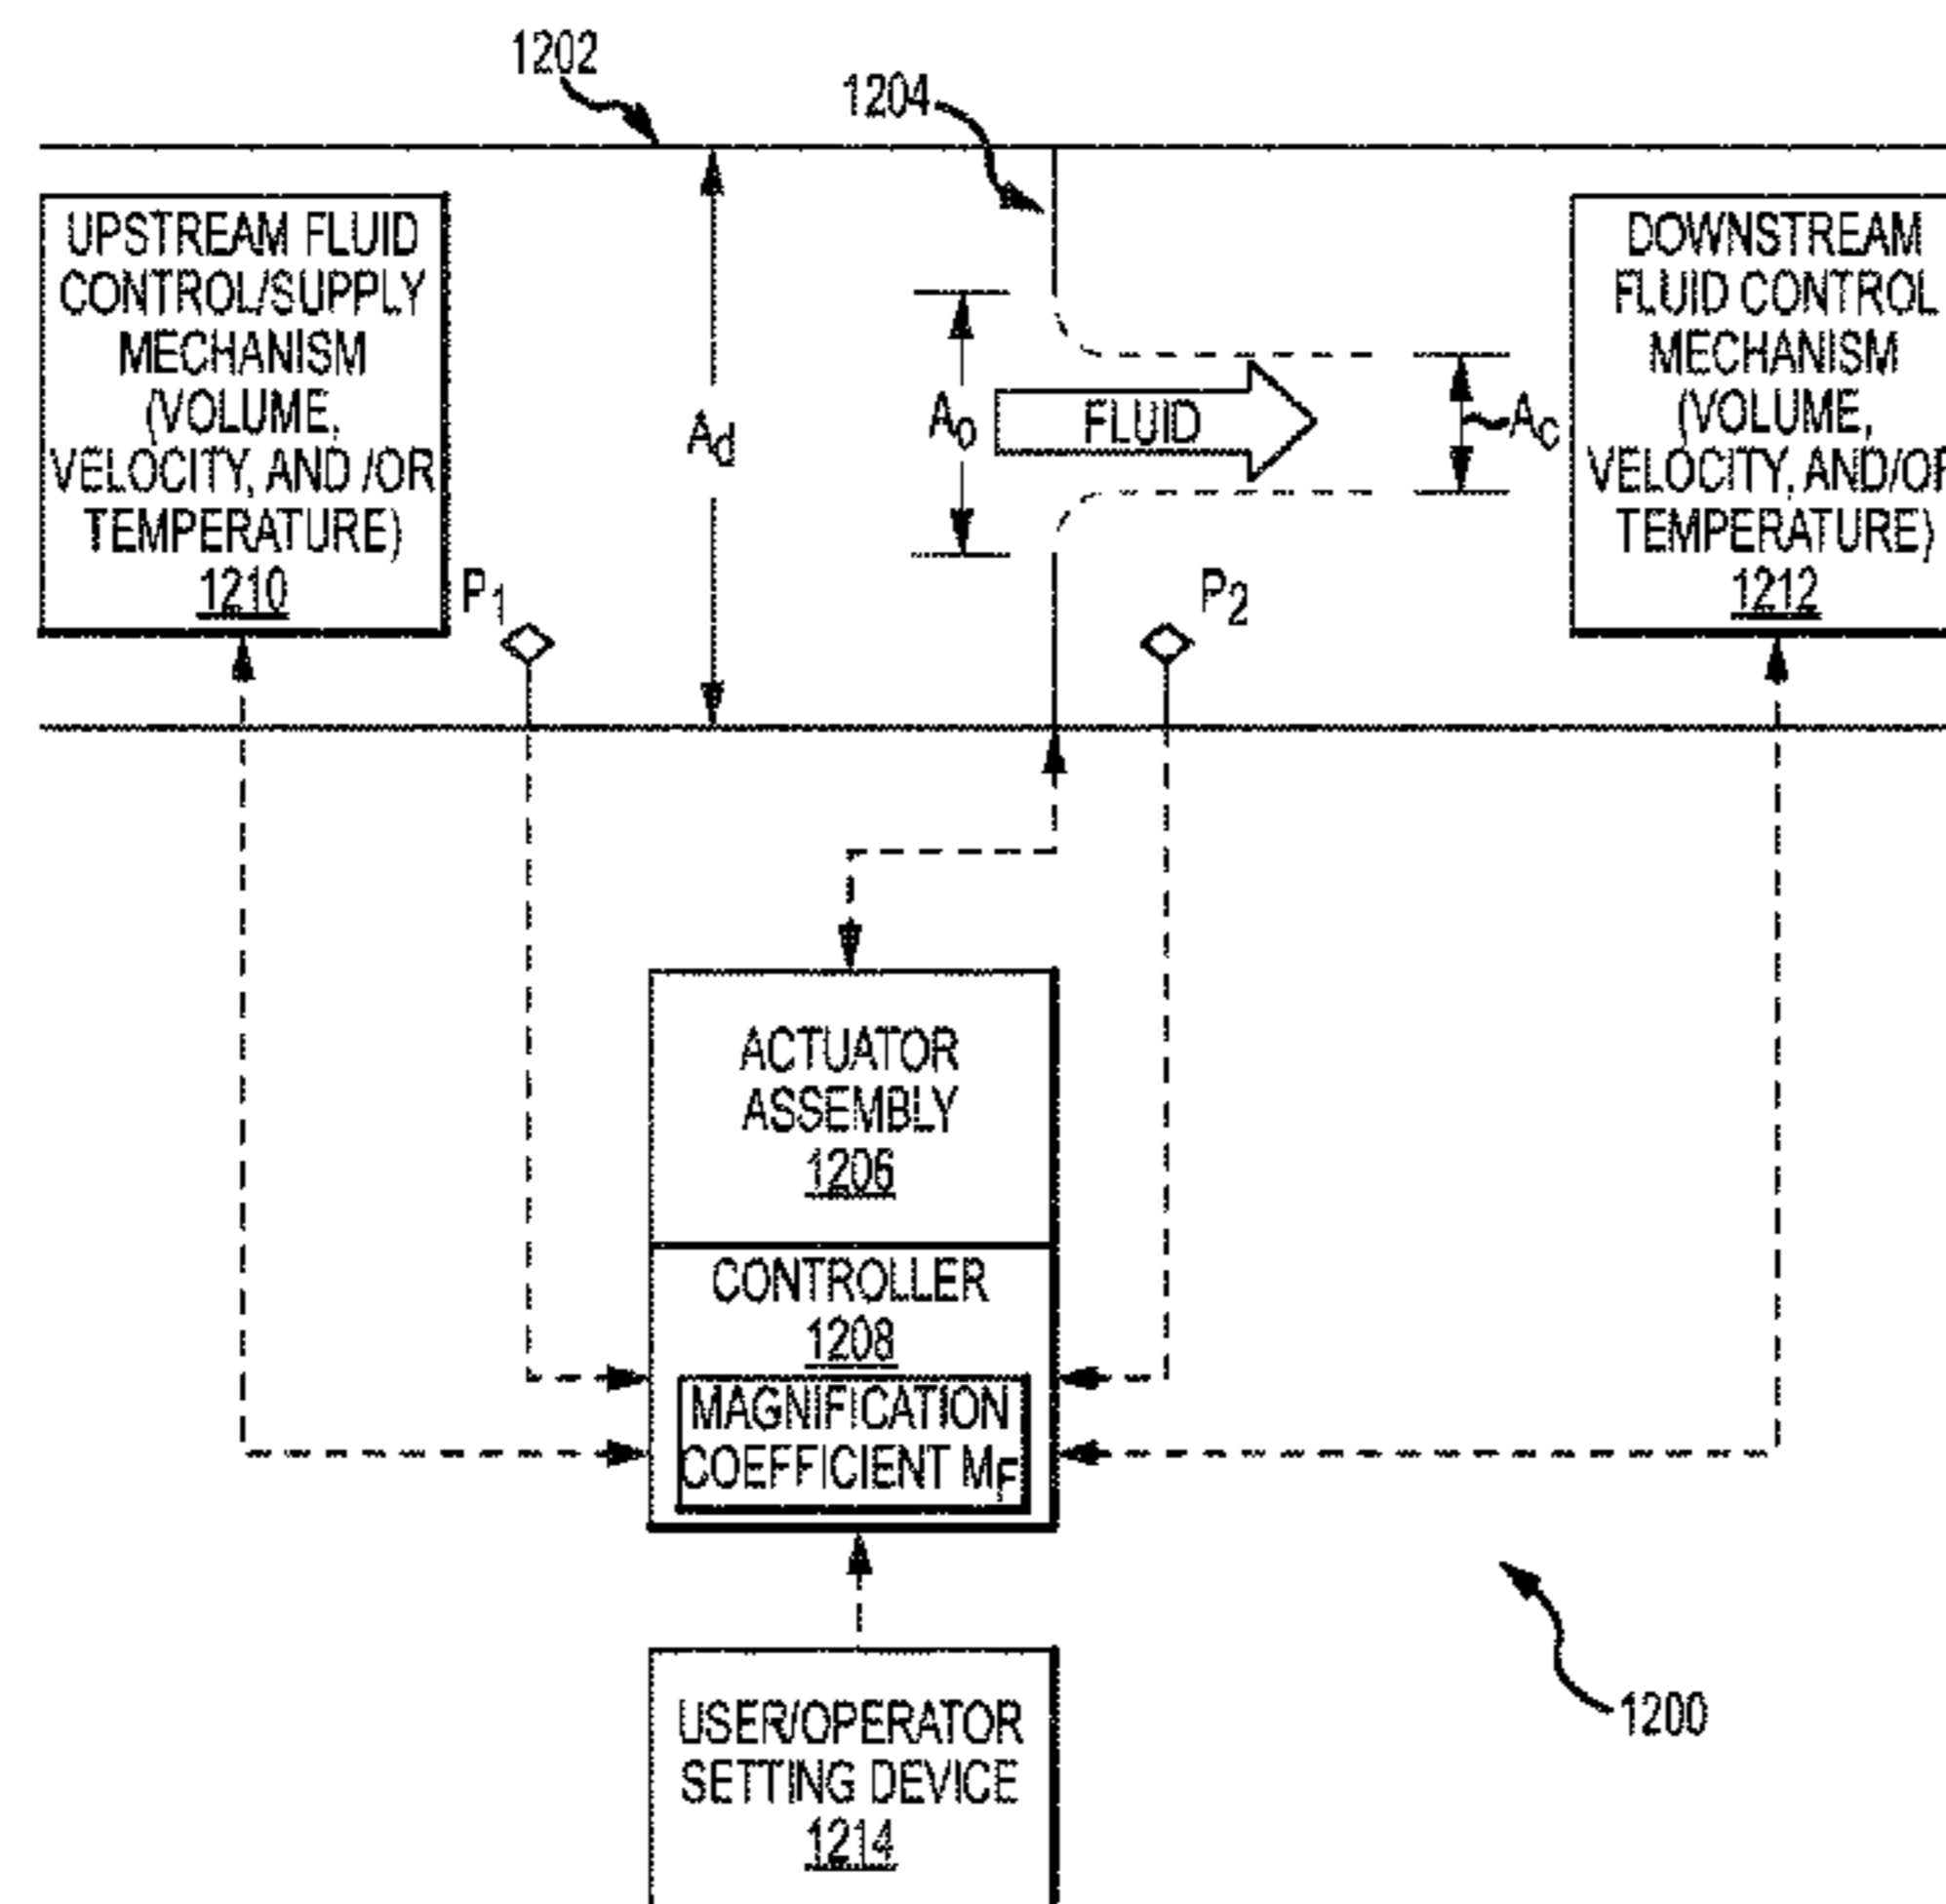 1202
1204
UPSTREAM FLUID
CONTROL/SUPPLY
MECHANISM
(VOLUME,
VELOCITY, AND /OR
TEMPERATURE)
1210
P1
Ad
Ao
FLUID
Ac
P2
DOWNSTREAM
FLUID CONTROL
MECHANISM
(VOLUME,
VELOCITY, AND/OR
TEMPERATURE)
1212
ACTUATOR
ASSEMBLY
1206
CONTROLLER
1208
MAGNIFICATION
COEFFICIENT MF
USER/OPERATOR
SETTING DEVICE
1214
1200